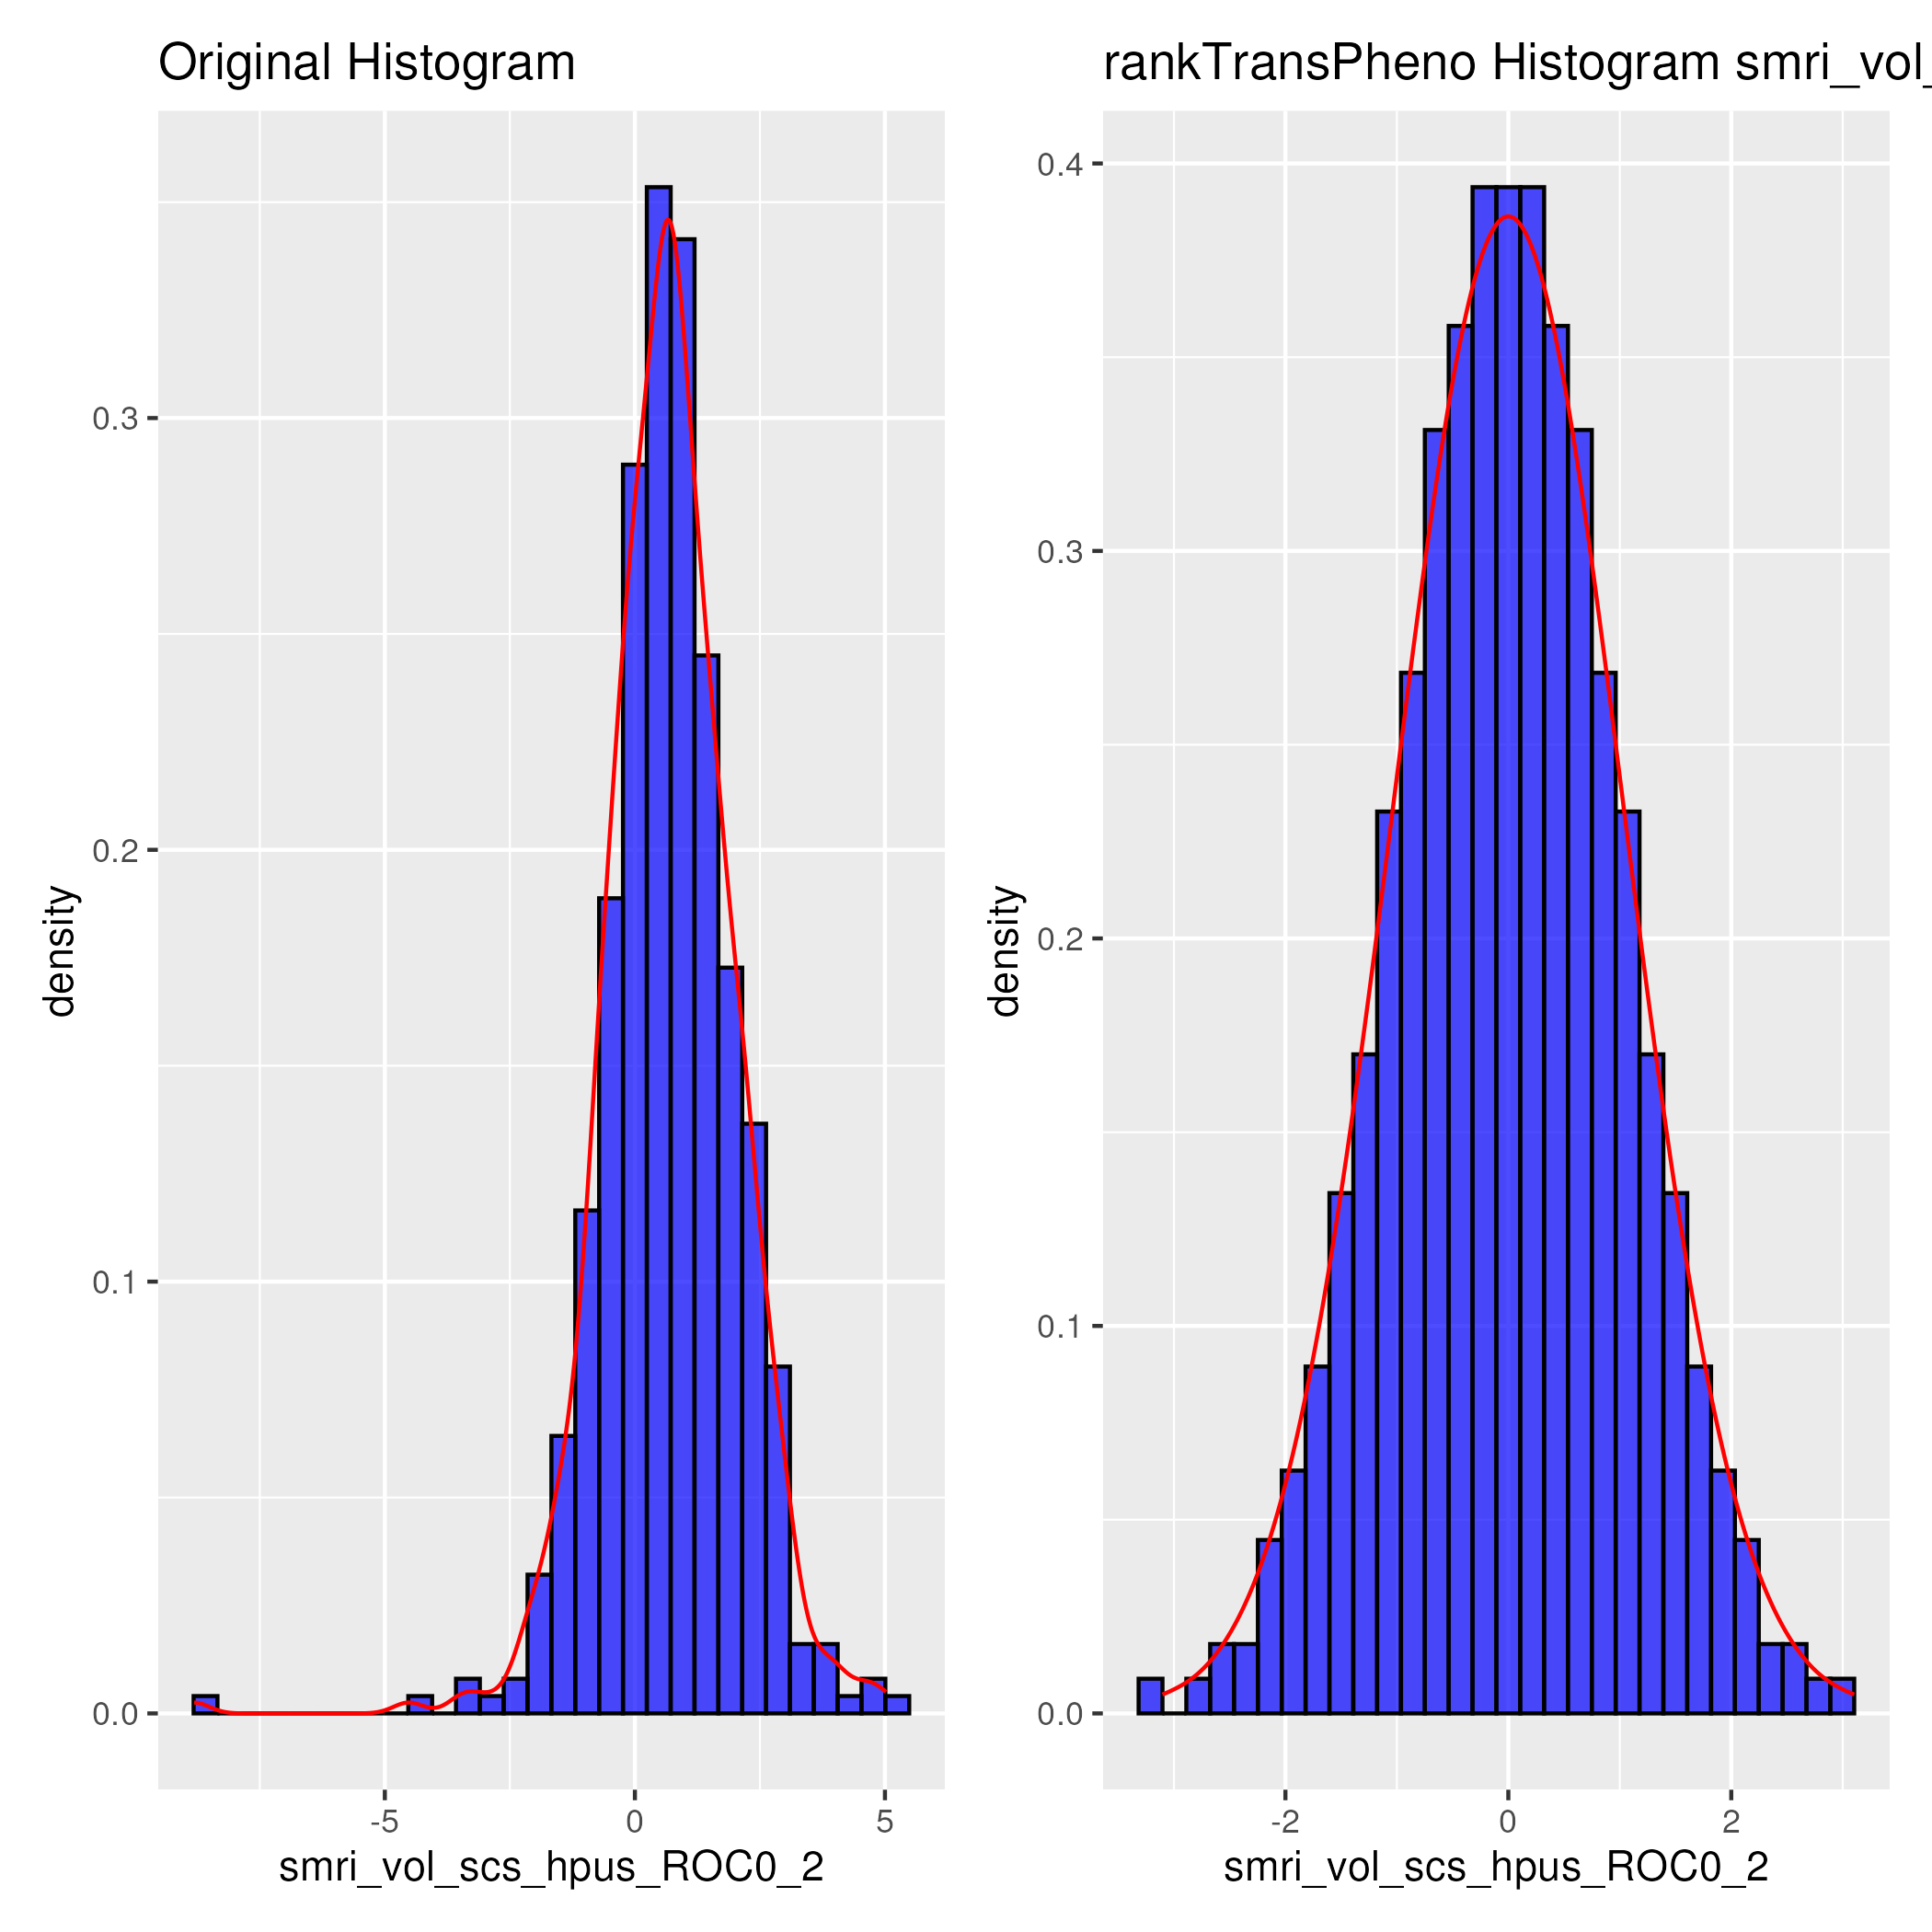 Original Histogram
density
0.3
0.2
0.1
0.0
-5
0
5
smri_vol_scs_hpus_ROC0_2
rankTransPheno Histogram smri_vol_
density
0.4
0.3
0.2
0.1
0.0
-2
0
2
smri_vol_scs_hpus_ROC0_2